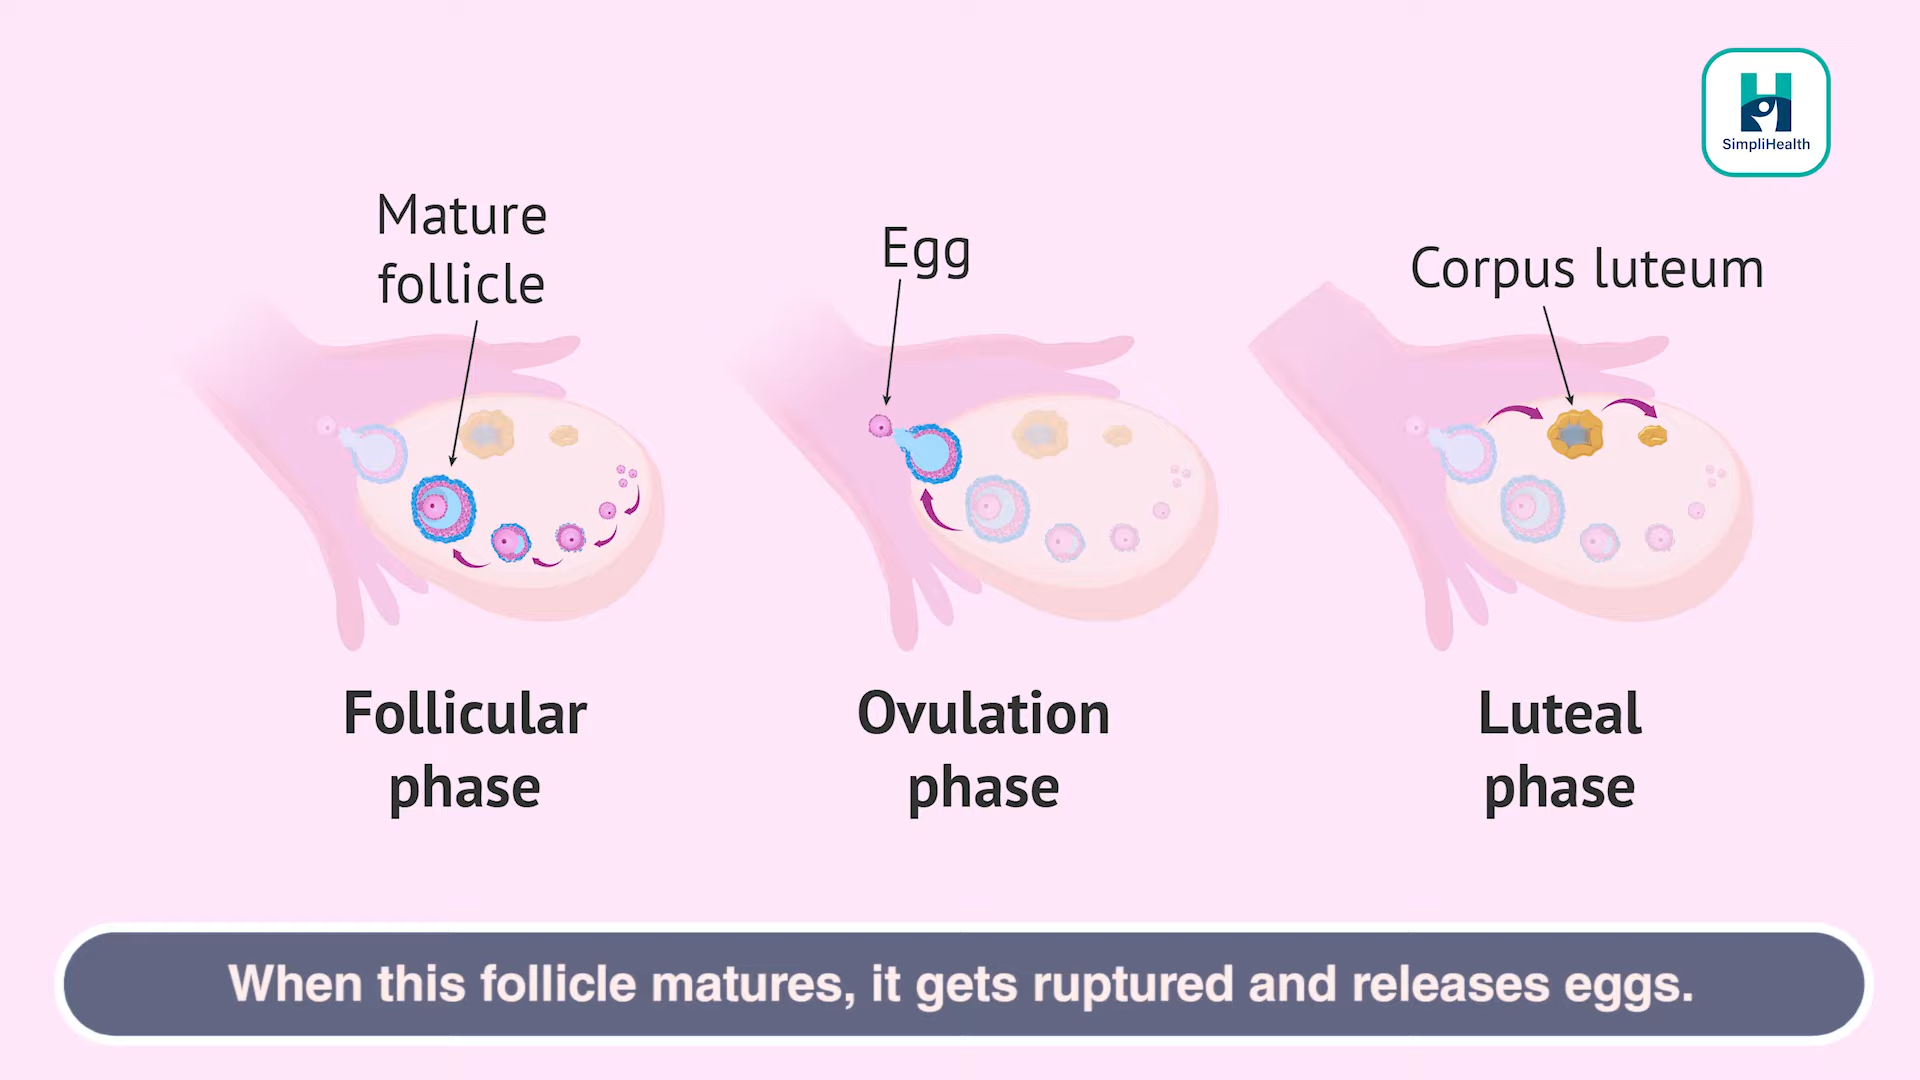 SimpliHealth
Mature
follicle
Egg
Corpus luteum
Follicular
phase
Ovulation
phase
Luteal
phase
When this follicle matures, it gets ruptured and releases eggs.